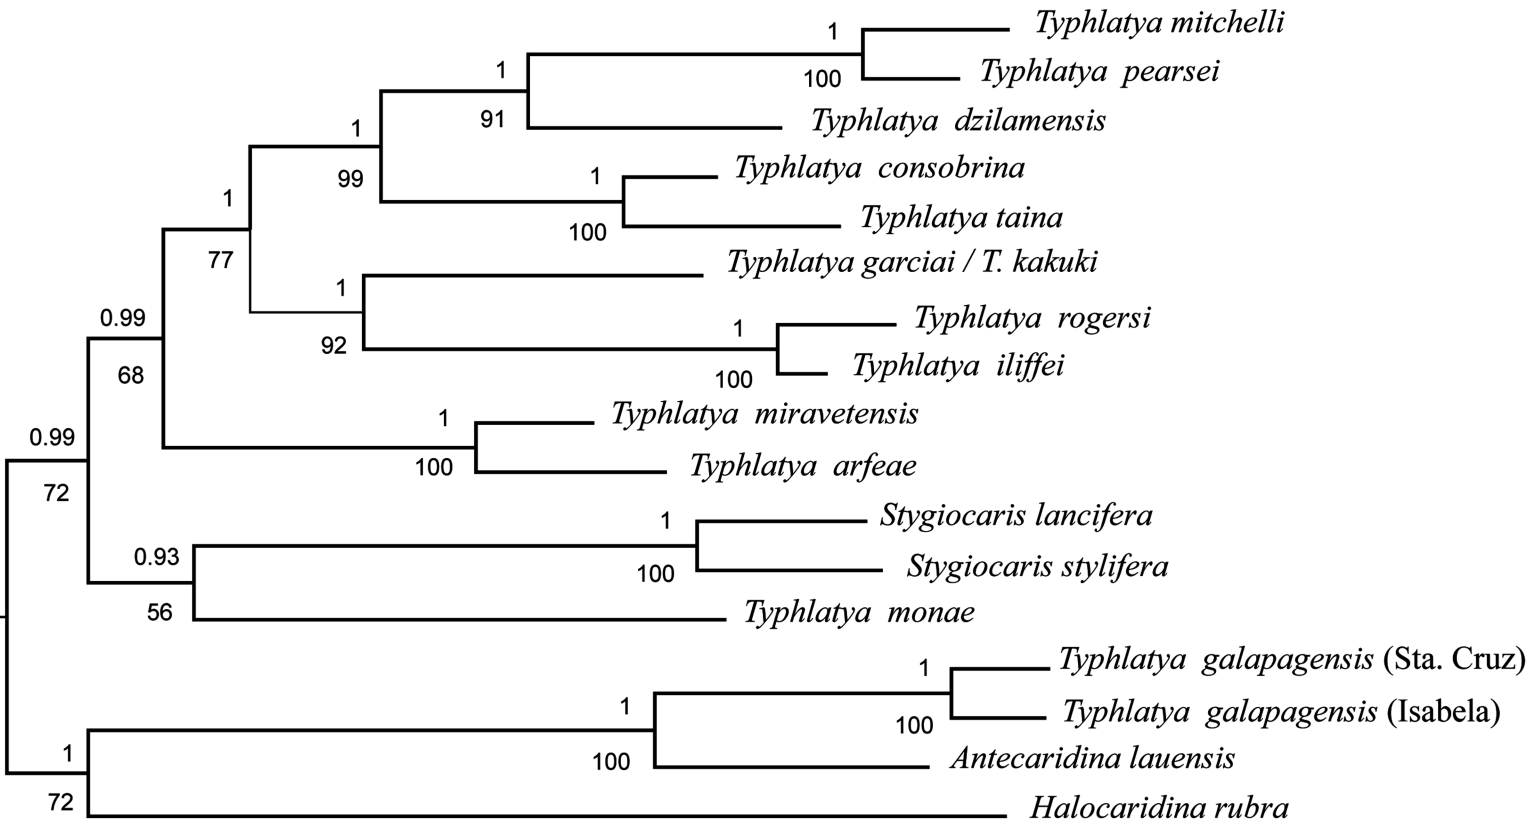 1 Typhlatya mitchelli
100 Typhlatya pearsei
1
91 Typhlatya dzilamensis
1
99
1 Typhlatya consobrina
100 Typhlatya taina
1
77
Typhlatya garciai / T. kakuki
1
92
1 Typhlatya rogersi
100 Typhlatya iliffei
0.99
68
1 Typhlatya miravetensis
100 Typhlatya arfeae
0.99
72
1 Stygiocaris lancifera
100 Stygiocaris stylifera
0.93
56 Typhlatya monae
1 Typhlatya galapagensis (Sta. Cruz)
100 Typhlatya galapagensis (Isabela)
1
100 Antecaridina lauensis
1
72 Halocaridina rubra